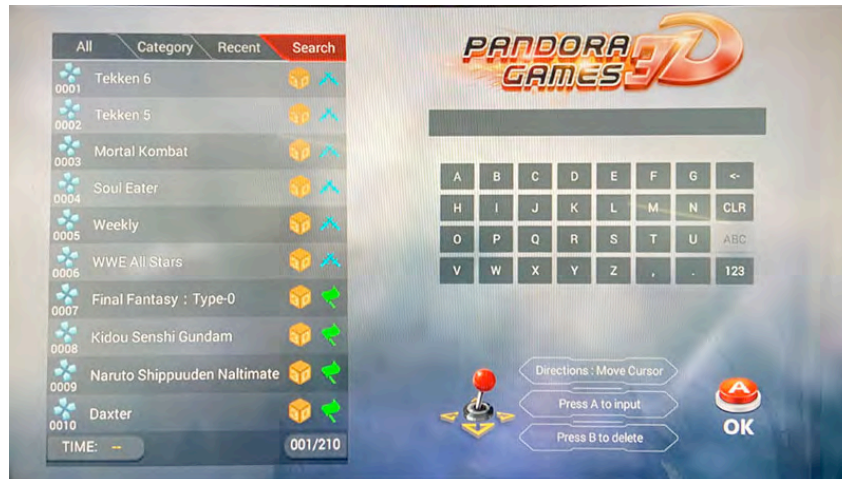 All Category Recent Search
0001 Tekken 6
0002 Tekken 5
0003 Mortal Kombat
0004 Soul Eater
0005 Weekly
0006 WWE All Stars
0007 Final Fantasy : Type-0
0008 Kidou Senshi Gundam
0009 Naruto Shippuuden Naltimate
0010 Daxter
TIME: -- 001/210
PANDORA
GAMES 3D
A B C D E F G <-
H I J K L M N CLR
O P Q R S T U ABC
V W X Y Z , . 123
Directions : Move Cursor
Press A to input
Press B to delete
A
OK